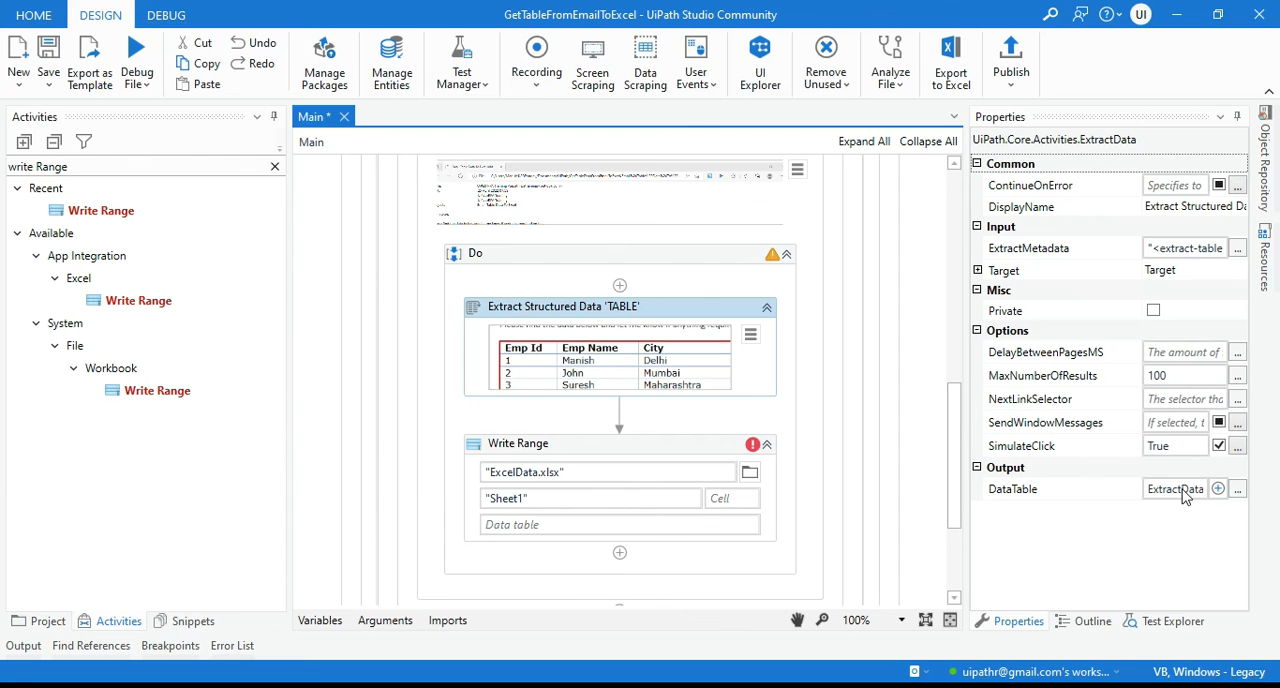 HOME DESIGN DEBUG GetTableFromEmailToExcel - UiPath Studio Community UI
New Save Export as Template Debug File Cut Copy Paste Undo Redo Manage Packages Manage Entities Test Manager Recording Screen Scraping Data Scraping User Events UI Explorer Remove Unused Analyze File Export to Excel Publish
Activities
write Range
Recent
Write Range
Available
App Integration
Excel
Write Range
System
File
Workbook
Write Range
Project Activities Snippets
Main *
Main Expand All Collapse All
Do
Extract Structured Data 'TABLE'
Emp Id Emp Name City
1 Manish Delhi
2 John Mumbai
3 Suresh Maharashtra
Write Range
"ExcelData.xlsx"
"Sheet1" Cell
Data table
Variables Arguments Imports 100%
Properties
UiPath.Core.Activities.ExtractData
Common
ContinueOnError Specifies to
DisplayName Extract Structured Da
Input
ExtractMetadata "<extract-table
Target Target
Misc
Private
Options
DelayBetweenPagesMS The amount of
MaxNumberOfResults 100
NextLinkSelector The selector tha
SendWindowMessages If selected, t
SimulateClick True
Output
DataTable ExtractData
Properties Outline Test Explorer
Object Repository
Resources
Output Find References Breakpoints Error List
uipathr@gmail.com's works... VB, Windows - Legacy